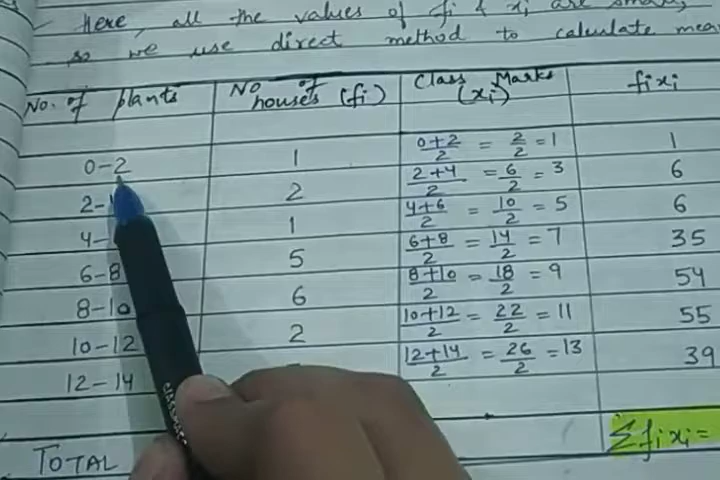 Here, all the values of fi & xi are small,
so we use direct method to calculate mean
No. of plants | No of houses (fi) | Class Marks (xi) | fixi
0-2 | 1 | 0+2/2 = 2/2 = 1 | 1
2- | 2 | 2+4/2 = 6/2 = 3 | 6
4- | 1 | 4+6/2 = 10/2 = 5 | 6
6-8 | 5 | 6+8/2 = 14/2 = 7 | 35
8-10 | 6 | 8+10/2 = 18/2 = 9 | 54
10-12 | 2 | 10+12/2 = 22/2 = 11 | 55
12-14 | 12+14/2 = 26/2 = 13 | 39
TOTAL | Σfixi =